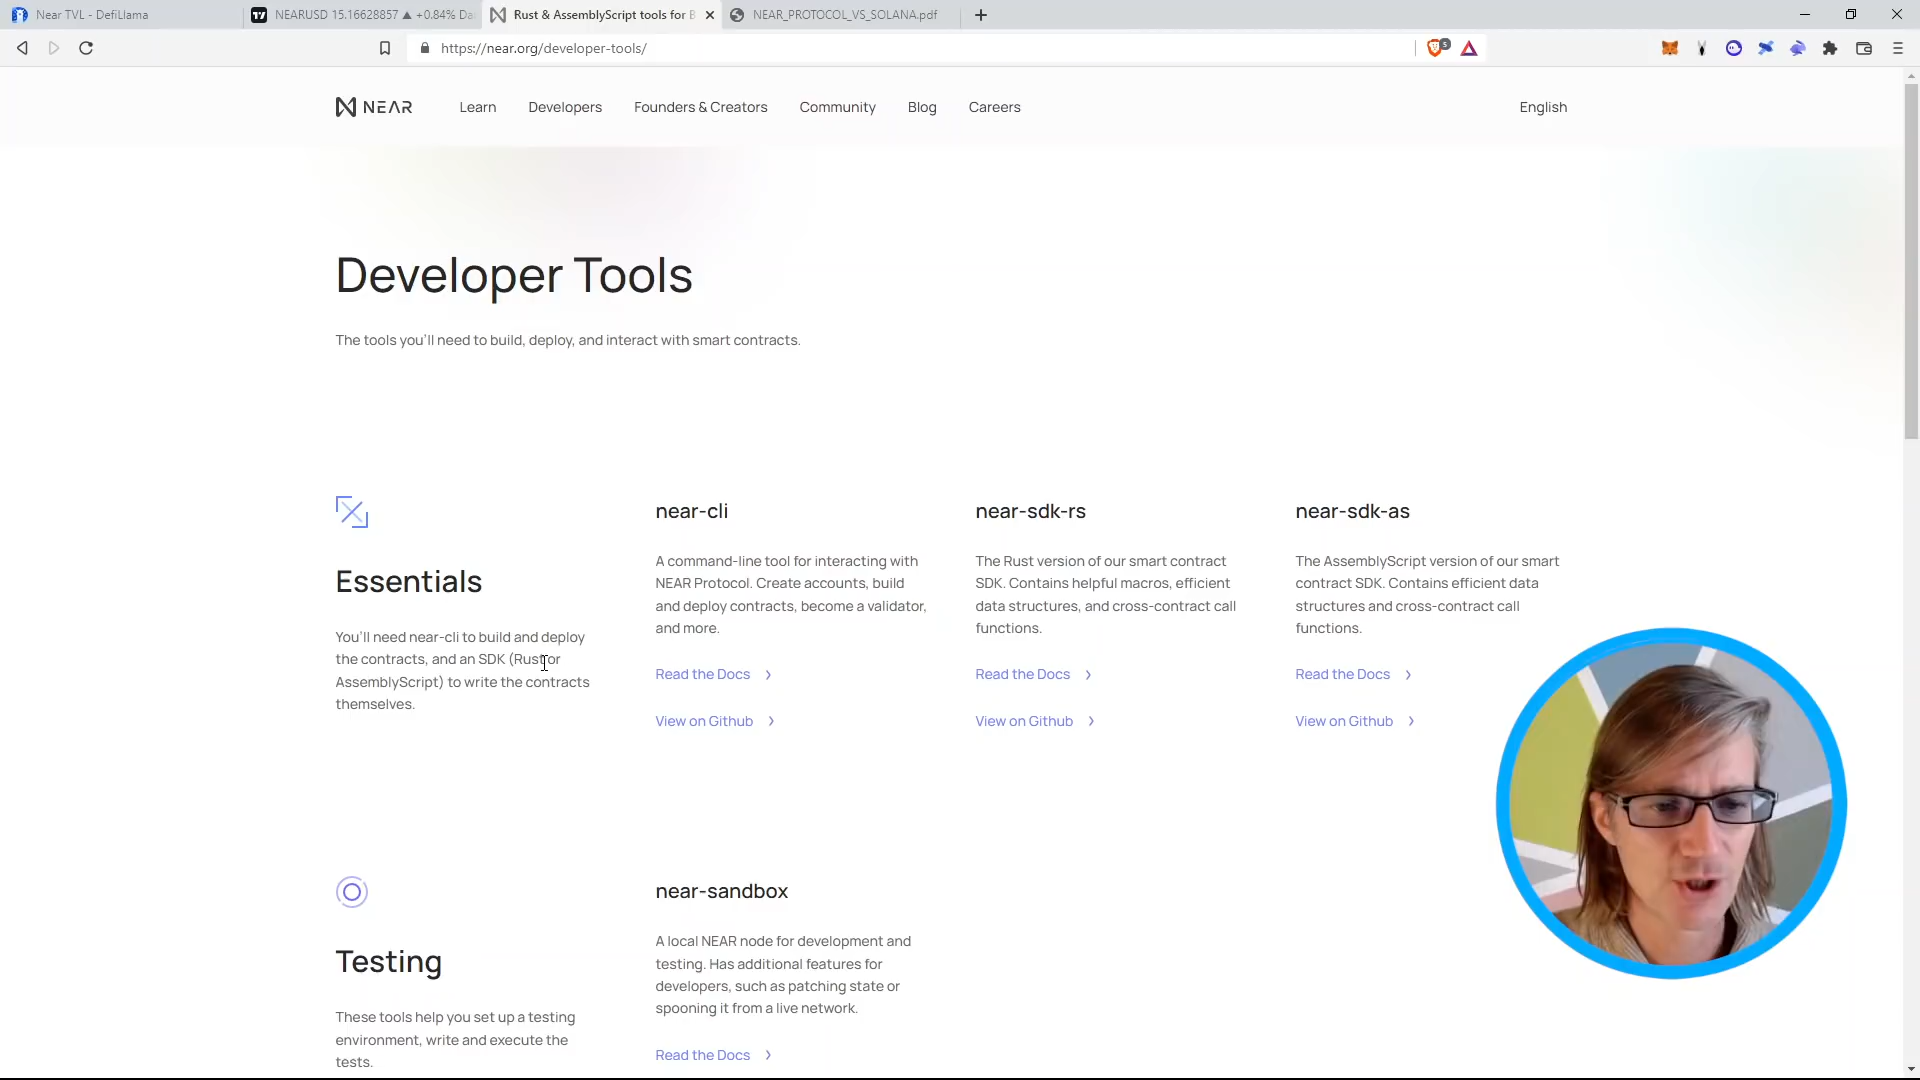 Near TVL - DefiLlama
NEARUSD 15.16628857 ▲ +0.84% Da
Rust & AssemblyScript tools for B
NEAR_PROTOCOL_VS_SOLANA.pdf
https://near.org/developer-tools/
5
NEAR
Learn
Developers
Founders & Creators
Community
Blog
Careers
English
Developer Tools
The tools you'll need to build, deploy, and interact with smart contracts.
Essentials
You'll need near-cli to build and deploy
the contracts, and an SDK (Rust or
AssemblyScript) to write the contracts
themselves.
near-cli
A command-line tool for interacting with
NEAR Protocol. Create accounts, build
and deploy contracts, become a validator,
and more.
Read the Docs
View on Github
near-sdk-rs
The Rust version of our smart contract
SDK. Contains helpful macros, efficient
data structures, and cross-contract call
functions.
Read the Docs
View on Github
near-sdk-as
The AssemblyScript version of our smart
contract SDK. Contains efficient data
structures and cross-contract call
functions.
Read the Docs
View on Github
Testing
These tools help you set up a testing
environment, write and execute the
tests.
near-sandbox
A local NEAR node for development and
testing. Has additional features for
developers, such as patching state or
spooning it from a live network.
Read the Docs